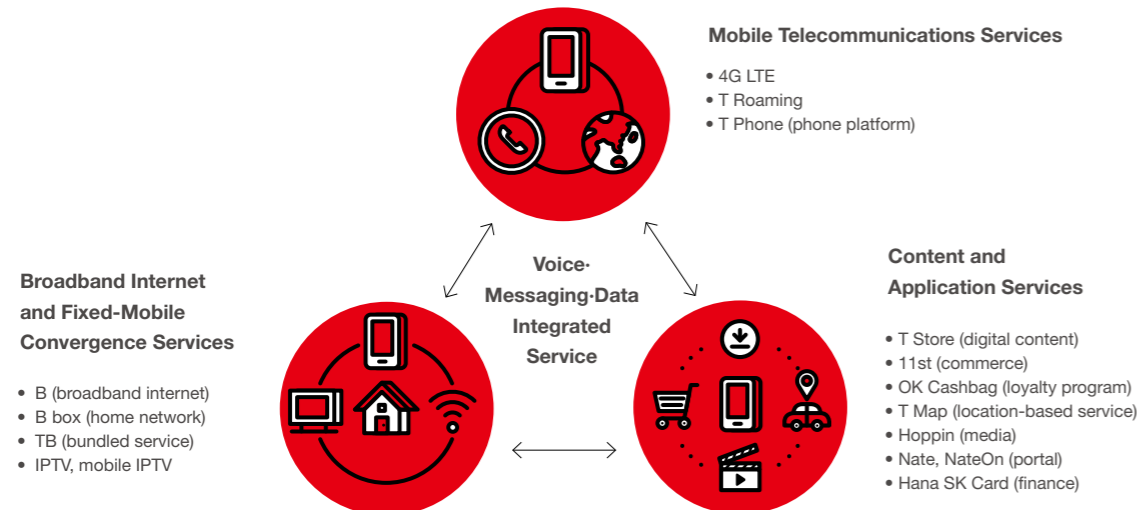 Mobile Telecommunications Services
• 4G LTE
• T Roaming
• T Phone (phone platform)
Voice·
Messaging·Data
Integrated
Service
Broadband Internet
and Fixed-Mobile
Convergence Services
• B (broadband internet)
• B box (home network)
• TB (bundled service)
• IPTV, mobile IPTV
Content and
Application Services
• T Store (digital content)
• 11st (commerce)
• OK Cashbag (loyalty program)
• T Map (location-based service)
• Hoppin (media)
• Nate, NateOn (portal)
• Hana SK Card (finance)